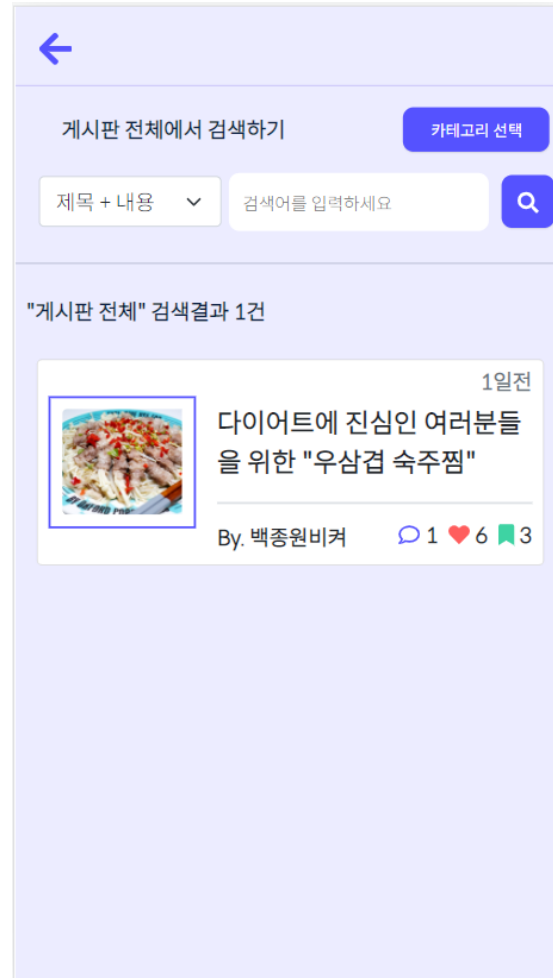 게시판 전체에서 검색하기
카테고리 선택
제목 + 내용
검색어를 입력하세요
"게시판 전체" 검색결과 1건
1일전
다이어트에 진심인 여러분들
을 위한 "우삼겹 숙주찜"
By. 백종원비켜
1 6 3